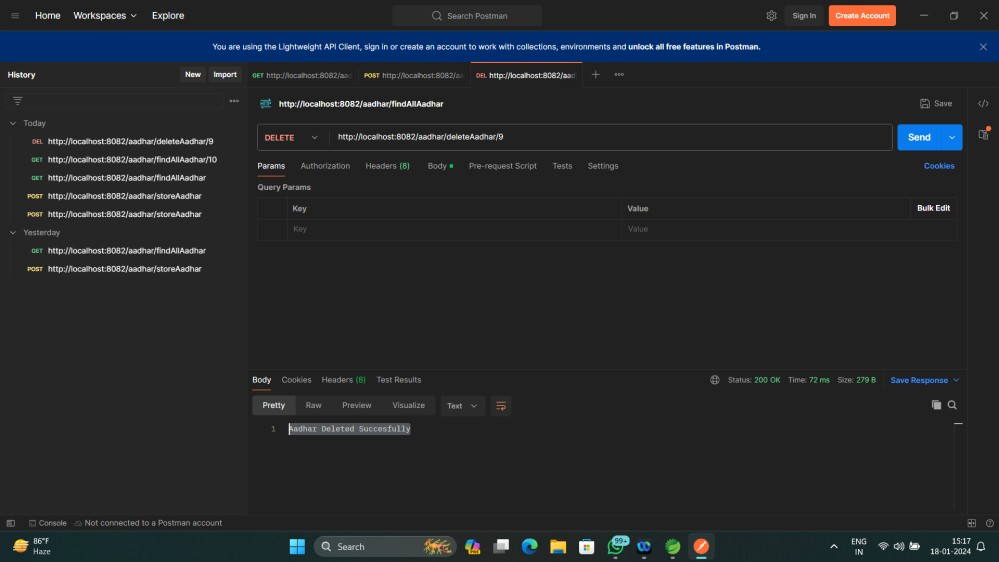 Home Workspaces Explore Search Postman Sign In Create Account
You are using the Lightweight API Client, sign in or create an account to work with collections, environments and unlock all free features in Postman.
History New Import GET http://localhost:8082/aad POST http://localhost:8082/aa DEL http://localhost:8082/aad
http://localhost:8082/aadhar/findAllAadhar Save
Today
DEL http://localhost:8082/aadhar/deleteAadhar/9
GET http://localhost:8082/aadhar/findAllAadhar/10
GET http://localhost:8082/aadhar/findAllAadhar
POST http://localhost:8082/aadhar/storeAadhar
POST http://localhost:8082/aadhar/storeAadhar
Yesterday
GET http://localhost:8082/aadhar/findAllAadhar
POST http://localhost:8082/aadhar/storeAadhar
DELETE http://localhost:8082/aadhar/deleteAadhar/9 Send
Params Authorization Headers (8) Body Pre-request Script Tests Settings Cookies
Query Params
Key Value Bulk Edit
Key Value
Body Cookies Headers (8) Test Results Status: 200 OK Time: 72 ms Size: 279 B Save Response
Pretty Raw Preview Visualize Text
1 Aadhar Deleted Succesfully
Console Not connected to a Postman account
86°F
Haze
Search
99+
ENG
IN
15:17
18-01-2024